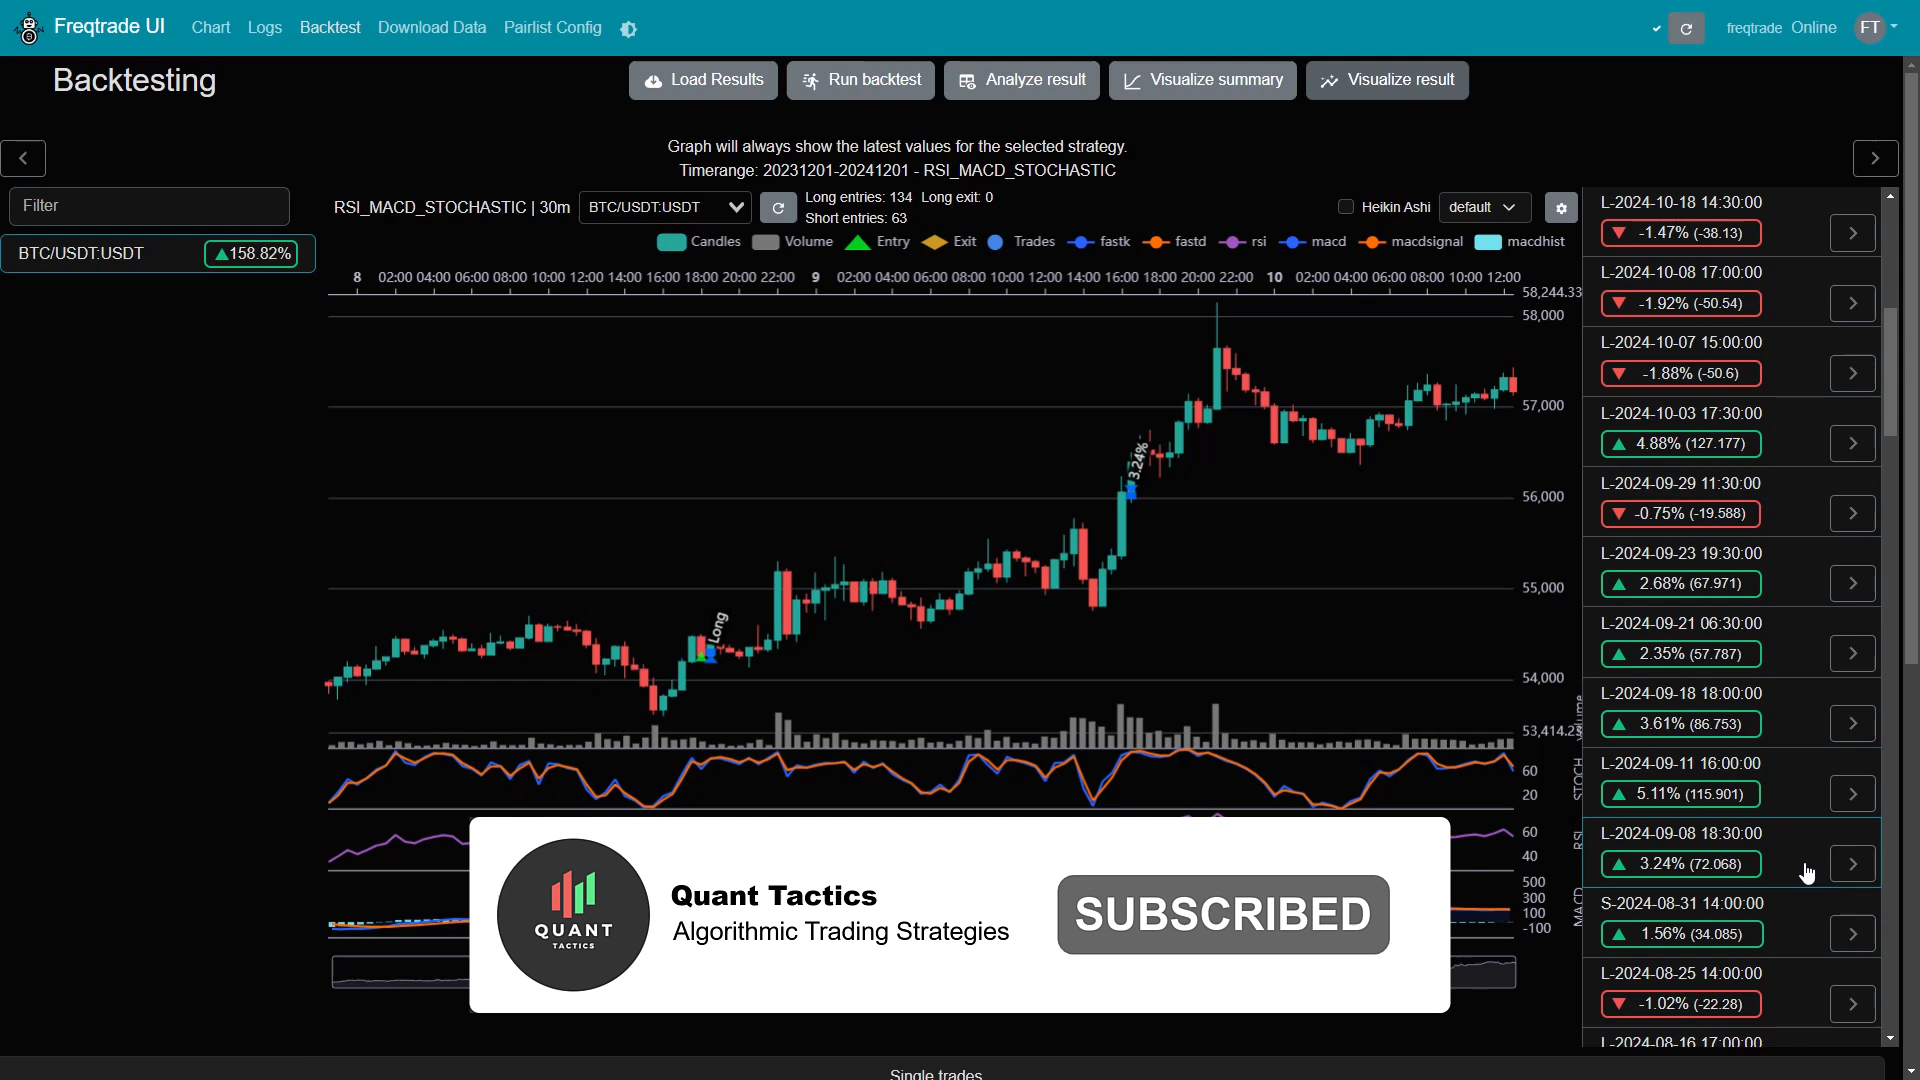 Freqtrade UI
Chart
Logs
Backtest
Download Data
Pairlist Config
freqtrade
Online
FT
Backtesting
Load Results
Run backtest
Analyze result
Visualize summary
Visualize result
Graph will always show the latest values for the selected strategy.
Timerange: 20231201-20241201 - RSI_MACD_STOCHASTIC
Filter
BTC/USDT:USDT
158.82%
RSI_MACD_STOCHASTIC | 30m
BTC/USDT:USDT
Long entries: 134 Long exit: 0
Short entries: 63
Heikin Ashi
default
Candles
Volume
Entry
Exit
Trades
fastk
fastd
rsi
macd
macdsignal
macdhist
8 02:00 04:00 06:00 08:00 10:00 12:00 14:00 16:00 18:00 20:00 22:00 9 02:00 04:00 06:00 08:00 10:00 12:00 14:00 16:00 18:00 20:00 22:00 10 02:00 04:00 06:00 08:00 10:00 12:00
58,244.33
58,000
57,000
56,000
55,000
54,000
53,414.23
Long
3.24%
Volume
60
20
STOCH
60
40
RSI
500
300
100
-100
MACD
L-2024-10-18 14:30:00
-1.47% (-38.13)
L-2024-10-08 17:00:00
-1.92% (-50.54)
L-2024-10-07 15:00:00
-1.88% (-50.6)
L-2024-10-03 17:30:00
4.88% (127.177)
L-2024-09-29 11:30:00
-0.75% (-19.588)
L-2024-09-23 19:30:00
2.68% (67.971)
L-2024-09-21 06:30:00
2.35% (57.787)
L-2024-09-18 18:00:00
3.61% (86.753)
L-2024-09-11 16:00:00
5.11% (115.901)
L-2024-09-08 18:30:00
3.24% (72.068)
S-2024-08-31 14:00:00
1.56% (34.085)
L-2024-08-25 14:00:00
-1.02% (-22.28)
L-2024-08-16 17:00:00
QUANT
TACTICS
Quant Tactics
Algorithmic Trading Strategies
SUBSCRIBED
Single trades